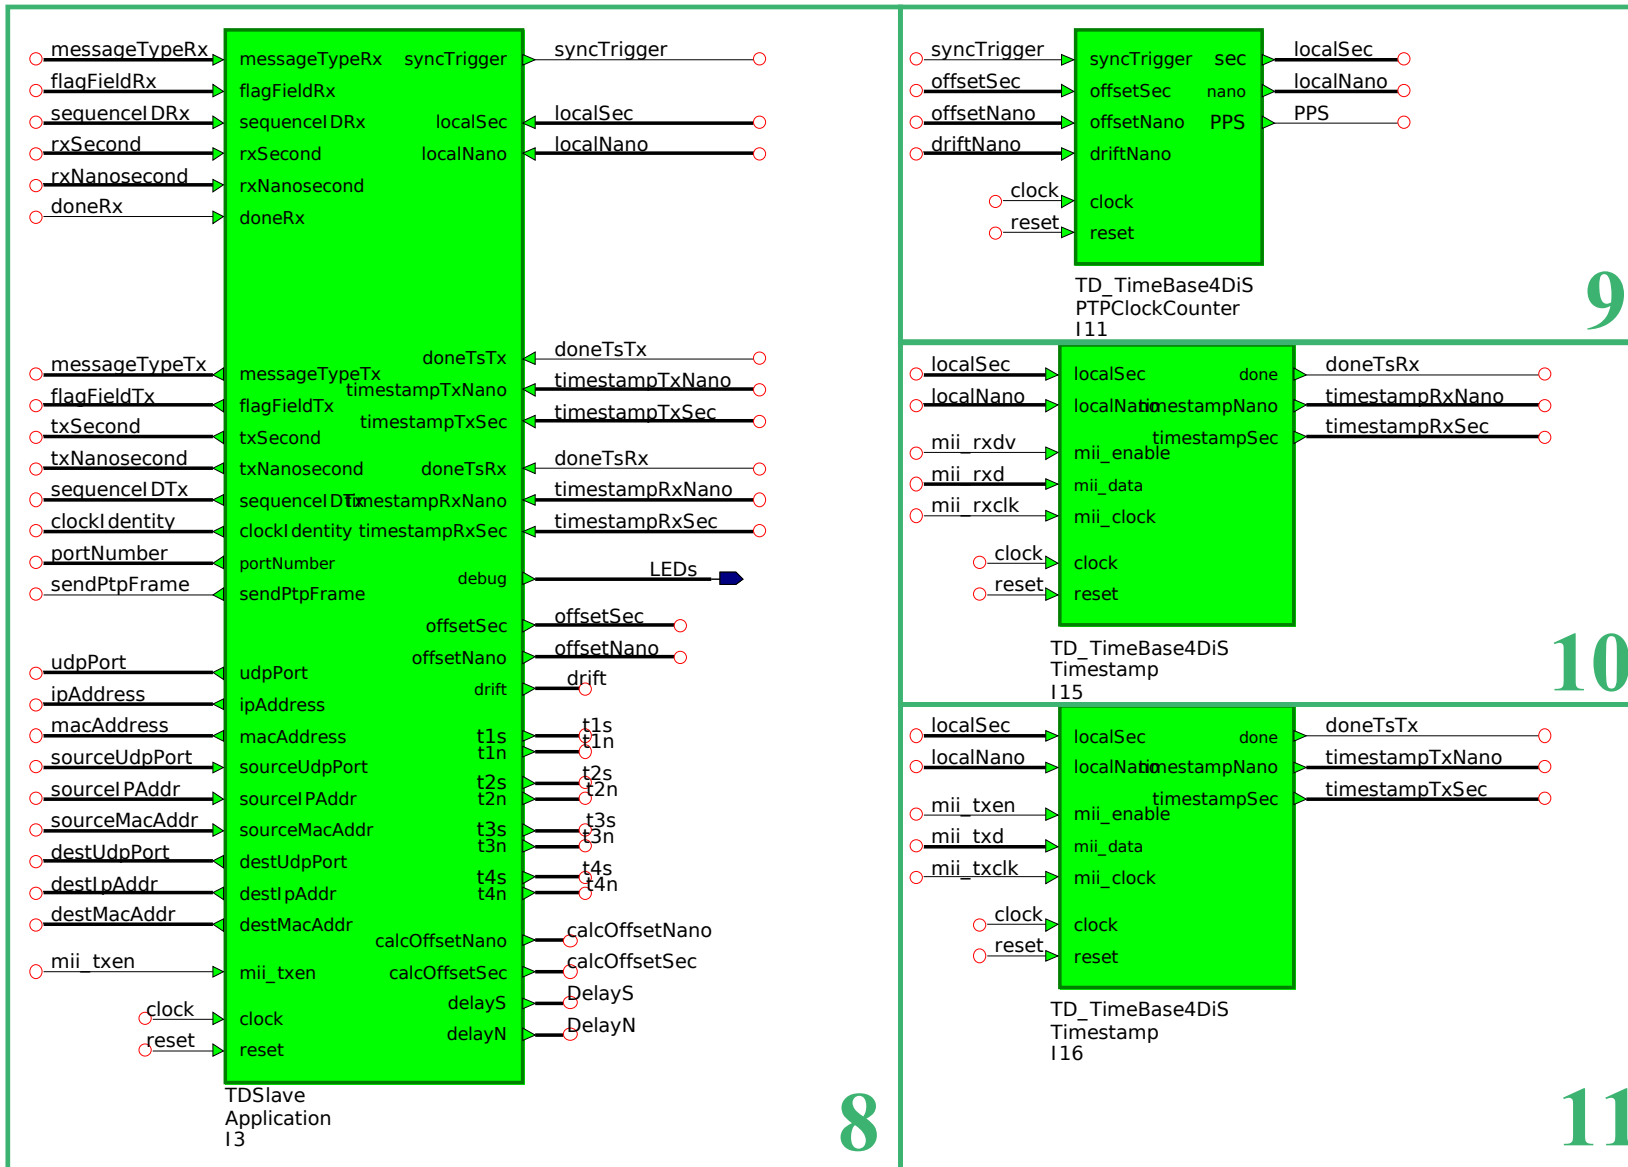 messageTypeRx
flagFieldRx
sequenceIDRx
rxSecond
rxNanosecond
doneRx
messageTypeTx
flagFieldTx
txSecond
txNanosecond
sequenceIDTx
clockIdentity
portNumber
sendPtpFrame
udpPort
ipAddress
macAddress
sourceUdpPort
sourceIPAddr
sourceMacAddr
destUdpPort
destIpAddr
destMacAddr
mii_txen
clock
reset
messageTypeRx
flagFieldRx
sequenceIDRx
rxSecond
rxNanosecond
doneRx
messageTypeTx
flagFieldTx
txSecond
txNanosecond
sequenceIDTx
clockIdentity
portNumber
sendPtpFrame
udpPort
ipAddress
macAddress
sourceUdpPort
sourceIPAddr
sourceMacAddr
destUdpPort
destIpAddr
destMacAddr
mii_txen
clock
reset
syncTrigger
localSec
localNano
doneTsTx
timestampTxNano
timestampTxSec
doneTsRx
timestampRxNano
timestampRxSec
debug
offsetSec
offsetNano
drift
t1s
t1n
t2s
t2n
t3s
t3n
t4s
t4n
calcOffsetNano
calcOffsetSec
delayS
delayN
syncTrigger
localSec
localNano
doneTsTx
timestampTxNano
timestampTxSec
doneTsRx
timestampRxNano
timestampRxSec
LEDs
offsetSec
offsetNano
drift
t1s
t1n
t2s
t2n
t3s
t3n
t4s
t4n
calcOffsetNano
calcOffsetSec
DelayS
DelayN
TDSlave
Application
I3
8
syncTrigger
offsetSec
offsetNano
driftNano
clock
reset
syncTrigger
offsetSec
offsetNano
driftNano
clock
reset
sec
nano
PPS
localSec
localNano
PPS
TD_TimeBase4DiS
PTPClockCounter
I11
9
localSec
localNano
mii_rxdv
mii_rxd
mii_rxclk
clock
reset
localSec
localNano
mii_enable
mii_data
mii_clock
clock
reset
done
timestampNano
timestampSec
doneTsRx
timestampRxNano
timestampRxSec
TD_TimeBase4DiS
Timestamp
I15
10
localSec
localNano
mii_txen
mii_txd
mii_txclk
clock
reset
localSec
localNano
mii_enable
mii_data
mii_clock
clock
reset
done
timestampNano
timestampSec
doneTsTx
timestampTxNano
timestampTxSec
TD_TimeBase4DiS
Timestamp
I16
11